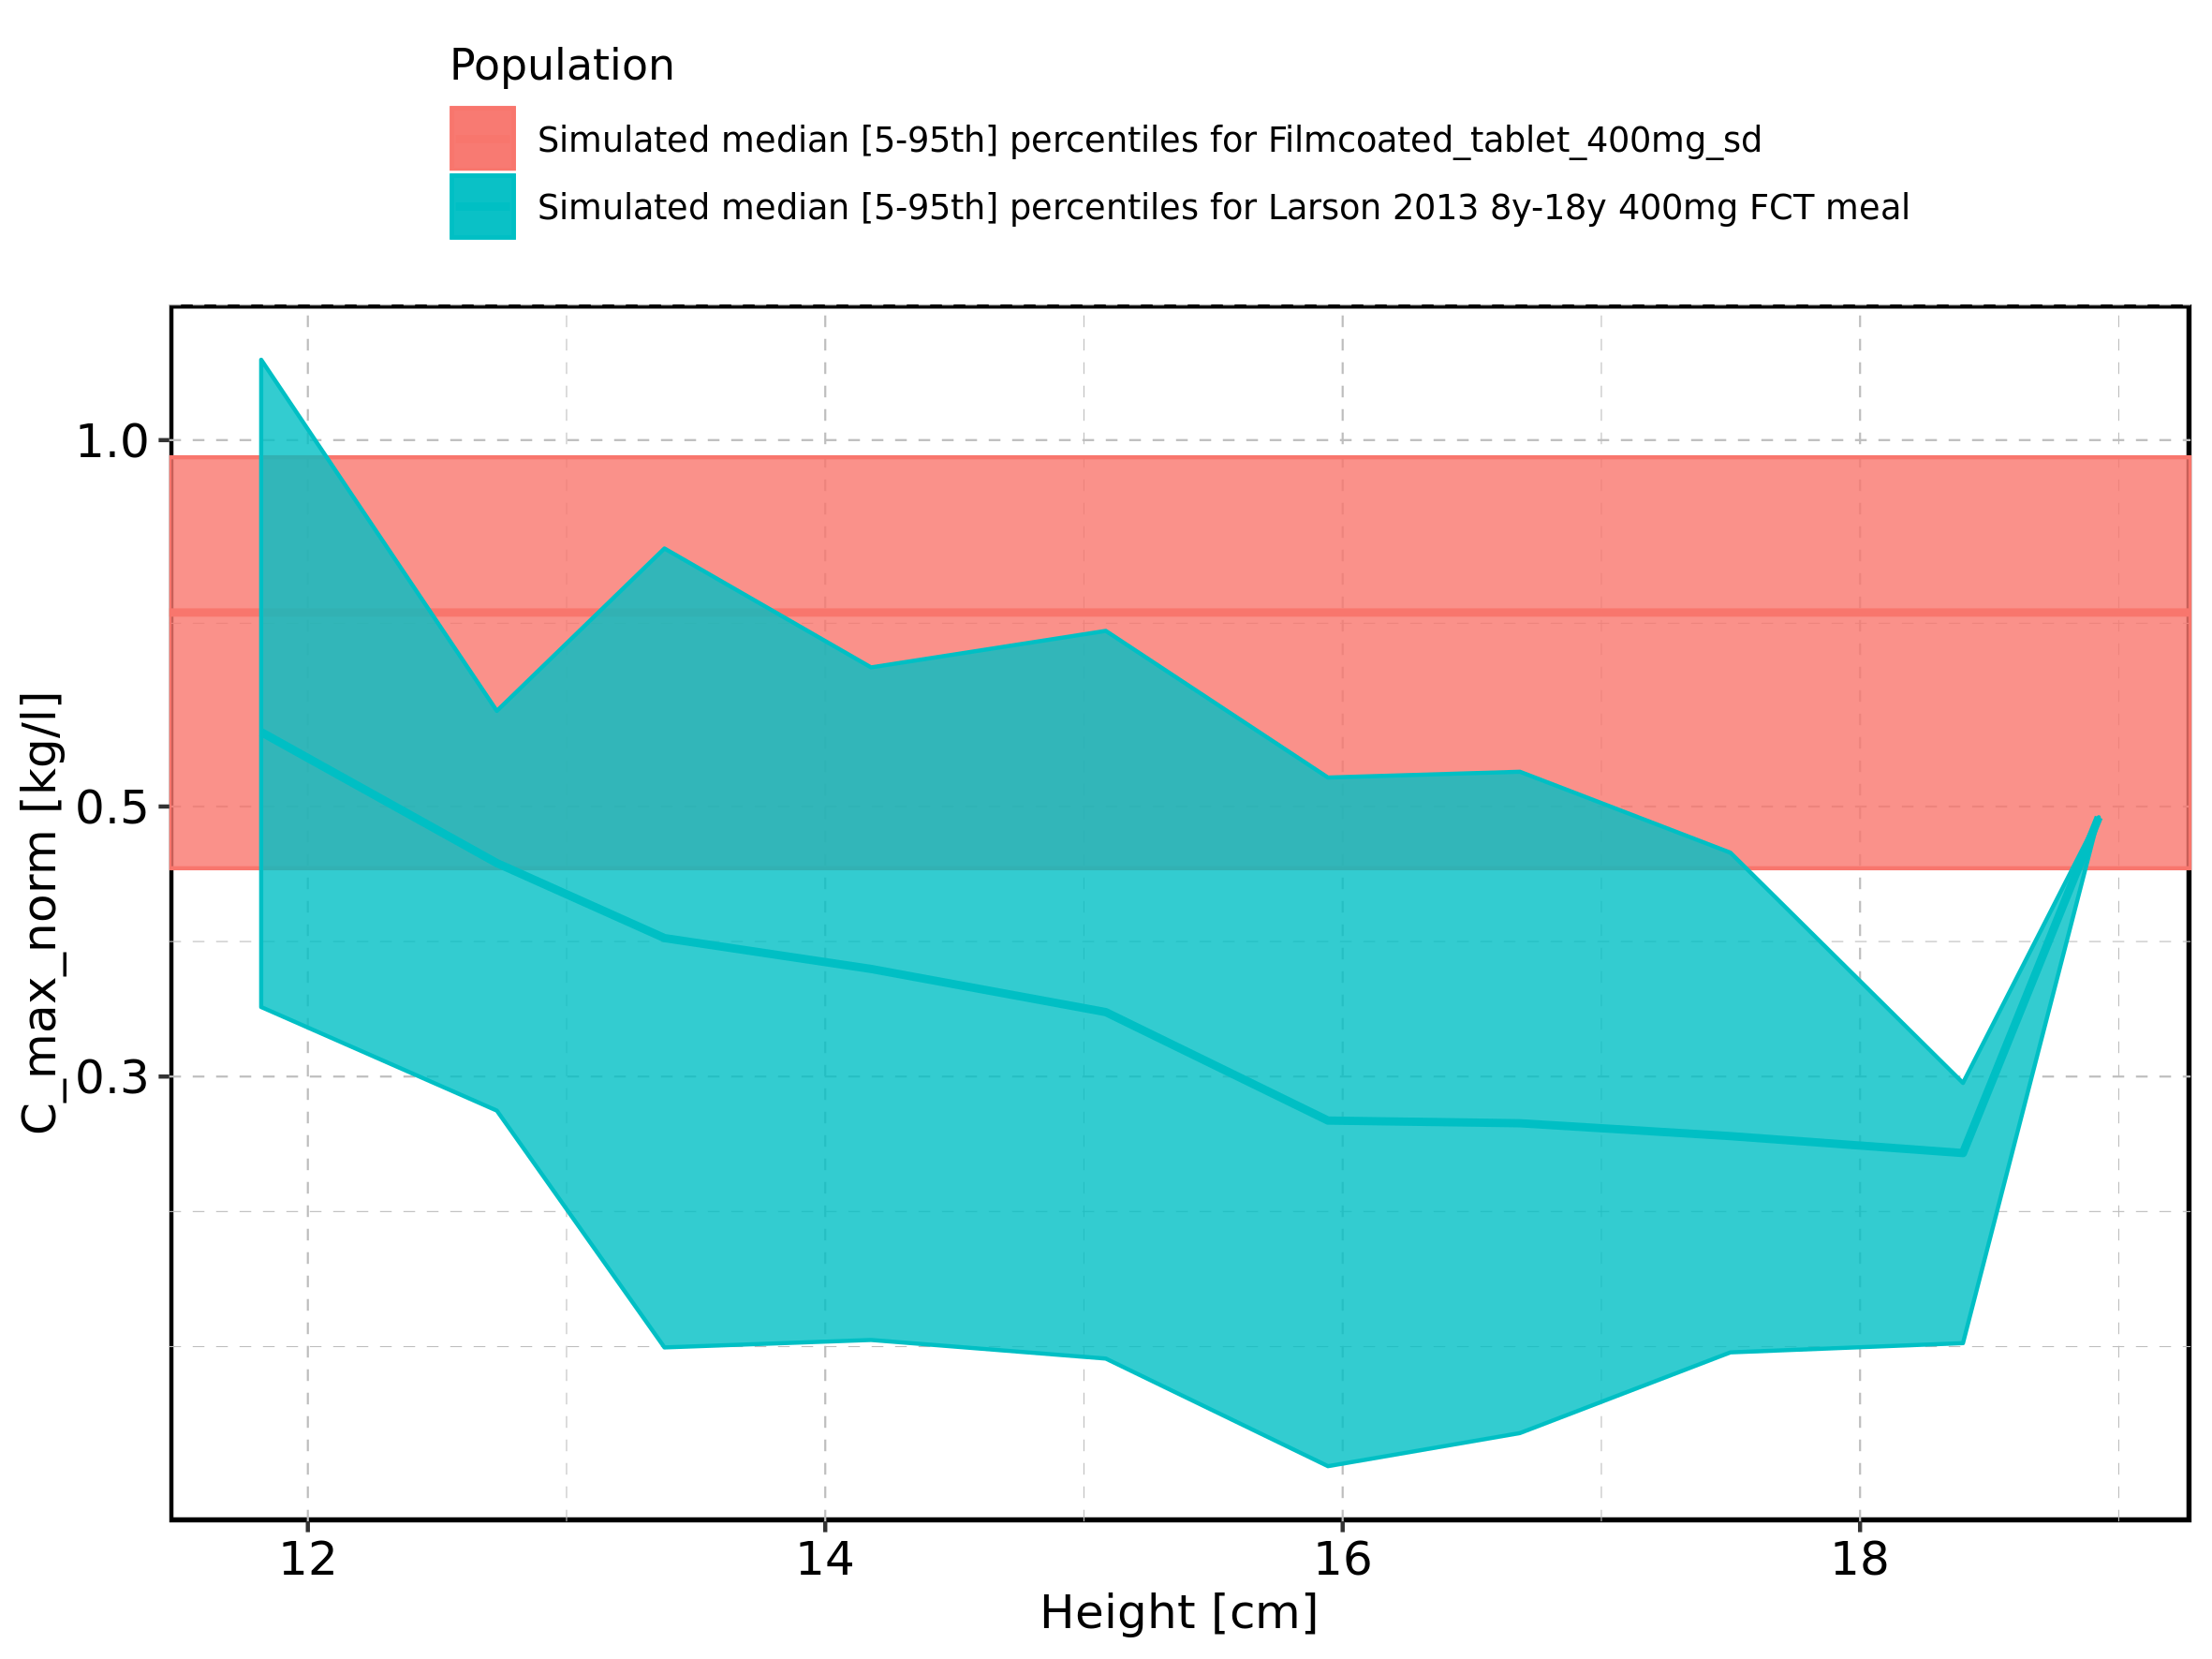 Population
Simulated median [5-95th] percentiles for Filmcoated_tablet_400mg_sd
Simulated median [5-95th] percentiles for Larson 2013 8y-18y 400mg FCT meal
C_max_norm [kg/l]
1.0
0.5
0.3
12
14
16
18
Height [cm]